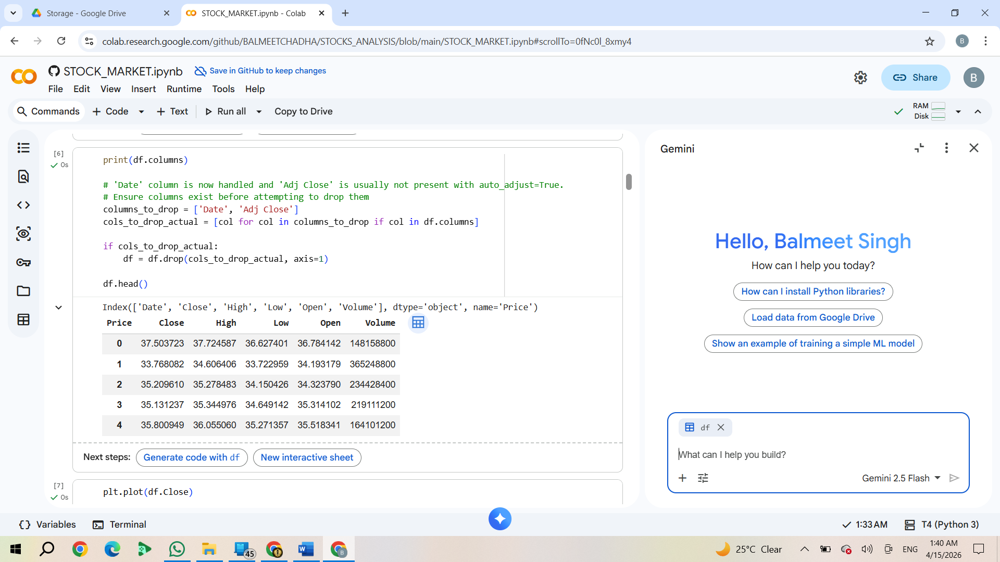 Storage - Google Drive
STOCK_MARKET.ipynb - Colab
colab.research.google.com/github/BALMEETCHADHA/STOCKS_ANALYSIS/blob/main/STOCK_MARKET.ipynb#scrollTo=0fNc0l_8xmy4
B
STOCK_MARKET.ipynb
Save in GitHub to keep changes
File Edit View Insert Runtime Tools Help
Share
B
Commands + Code + Text Run all Copy to Drive
RAM
Disk
[6]
0s
print(df.columns)
# 'Date' column is now handled and 'Adj Close' is usually not present with auto_adjust=True.
# Ensure columns exist before attempting to drop them
columns_to_drop = ['Date', 'Adj Close']
cols_to_drop_actual = [col for col in columns_to_drop if col in df.columns]
if cols_to_drop_actual:
    df = df.drop(cols_to_drop_actual, axis=1)
df.head()
Index(['Date', 'Close', 'High', 'Low', 'Open', 'Volume'], dtype='object', name='Price')
Price Close High Low Open Volume
0 37.503723 37.724587 36.627401 36.784142 148158800
1 33.768082 34.606406 33.722959 34.193179 365248800
2 35.209610 35.278483 34.150426 34.323790 234428400
3 35.131237 35.344976 34.649142 35.314102 219111200
4 35.800949 36.055060 35.271357 35.518341 164101200
Next steps: Generate code with df New interactive sheet
[7]
0s
plt.plot(df.Close)
Gemini
Hello, Balmeet Singh
How can I help you today?
How can I install Python libraries?
Load data from Google Drive
Show an example of training a simple ML model
df
What can I help you build?
Gemini 2.5 Flash
{} Variables Terminal
1:33 AM T4 (Python 3)
45
B
25°C Clear
ENG
1:40 AM
4/15/2026